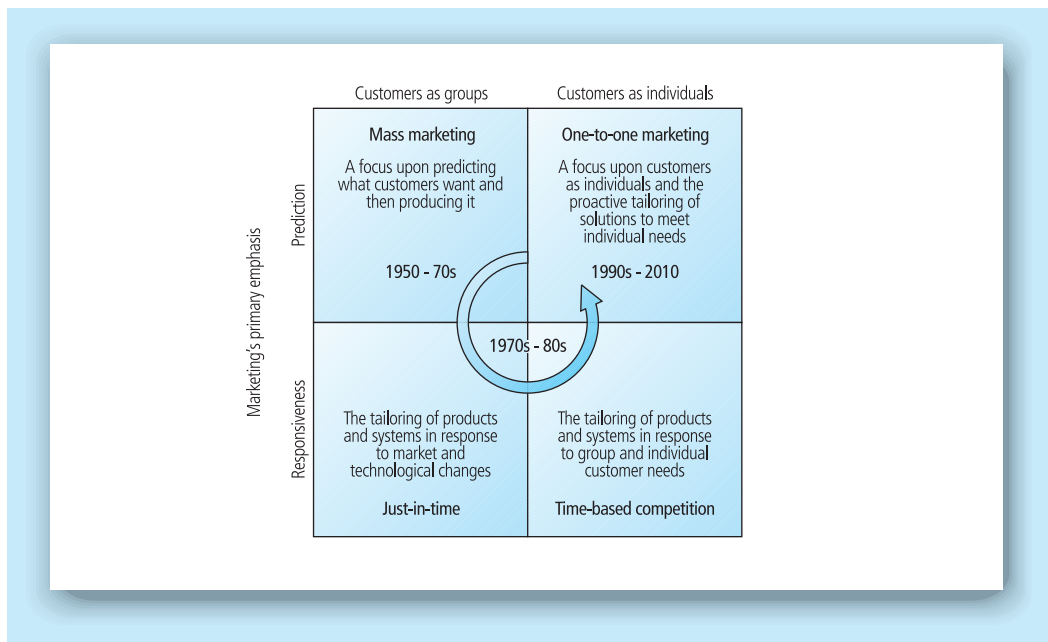 Customers as groups
Customers as individuals
Marketing's primary emphasis
Prediction
Mass marketing
A focus upon predicting
what customers want and
then producing it
1950 - 70s
One-to-one marketing
A focus upon customers
as individuals and the
proactive tailoring of
solutions to meet
individual needs
1990s - 2010
1970s - 80s
Responsiveness
The tailoring of products
and systems in response
to market and
technological changes
Just-in-time
The tailoring of products
and systems in response
to group and individual
customer needs
Time-based competition